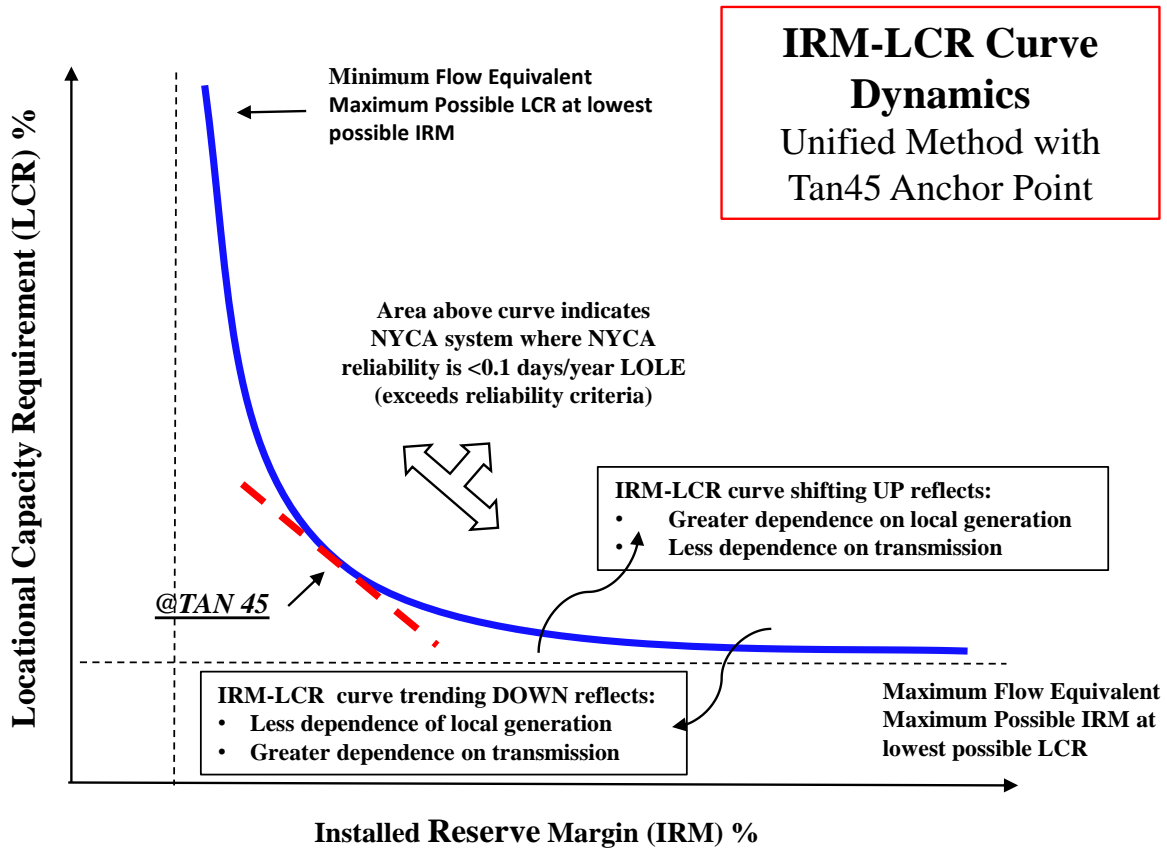 IRM-LCR Curve
Dynamics
Unified Method with
Tan45 Anchor Point
Minimum Flow Equivalent
Maximum Possible LCR at lowest
possible IRM
Locational Capacity Requirement (LCR) %
Area above curve indicates
NYCA system where NYCA
reliability is <0.1 days/year LOLE
(exceeds reliability criteria)
IRM-LCR curve shifting UP reflects:
• Greater dependence on local generation
• Less dependence on transmission
@TAN 45
IRM-LCR curve trending DOWN reflects:
• Less dependence of local generation
• Greater dependence on transmission
Maximum Flow Equivalent
Maximum Possible IRM at
lowest possible LCR
Installed Reserve Margin (IRM) %